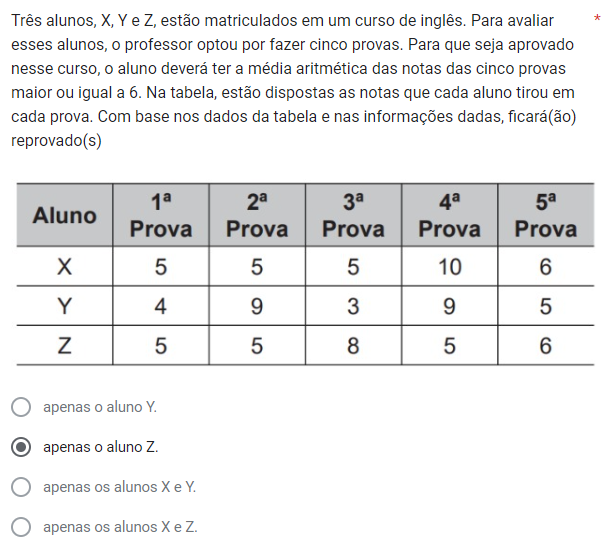 Três alunos, X, Y e Z, estão matriculados em um curso de inglês. Para avaliar *
esses alunos, o professor optou por fazer cinco provas. Para que seja aprovado
nesse curso, o aluno deverá ter a média aritmética das notas das cinco provas
maior ou igual a 6. Na tabela, estão dispostas as notas que cada aluno tirou em
cada prova. Com base nos dados da tabela e nas informações dadas, ficará(ão)
reprovado(s)
Aluno 1ª Prova 2ª Prova 3ª Prova 4ª Prova 5ª Prova
X 5 5 5 10 6
Y 4 9 3 9 5
Z 5 5 8 5 6
apenas o aluno Y.
apenas o aluno Z.
apenas os alunos X e Y.
apenas os alunos X e Z.